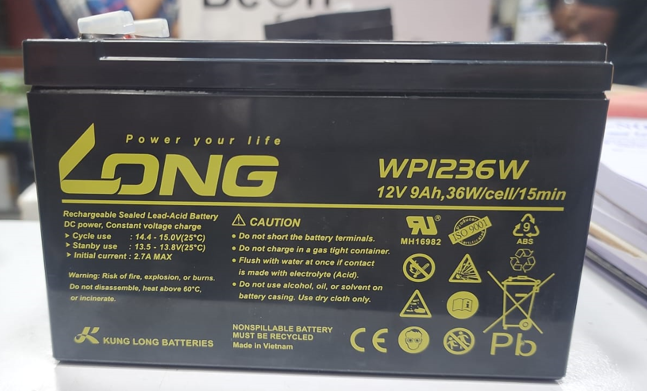 Power your life
LONG
WP1236W
12V 9Ah,36W/cell/15min
Rechargeable Sealed Lead-Acid Battery
DC power, Constant voltage charge
▸ Cycle use : 14.4 - 15.0V(25°C)
▸ Stanby use : 13.5 - 13.8V(25°C)
▸ Initial current : 2.7A MAX
Warning: Risk of fire, explosion, or burns.
Do not disassemble, heat above 60°C,
or incinerate.
KUNG LONG BATTERIES
CAUTION
• Do not short the battery terminals.
• Do not charge in a gas tight container.
• Flush with water at once if contact
is made with electrolyte (Acid).
• Do not use alcohol, oil, or solvent on
battery casing. Use dry cloth only.
NONSPILLABLE BATTERY
MUST BE RECYCLED
Made in Vietnam
MH16982
ISO 9001
9
ABS
CE
Pb